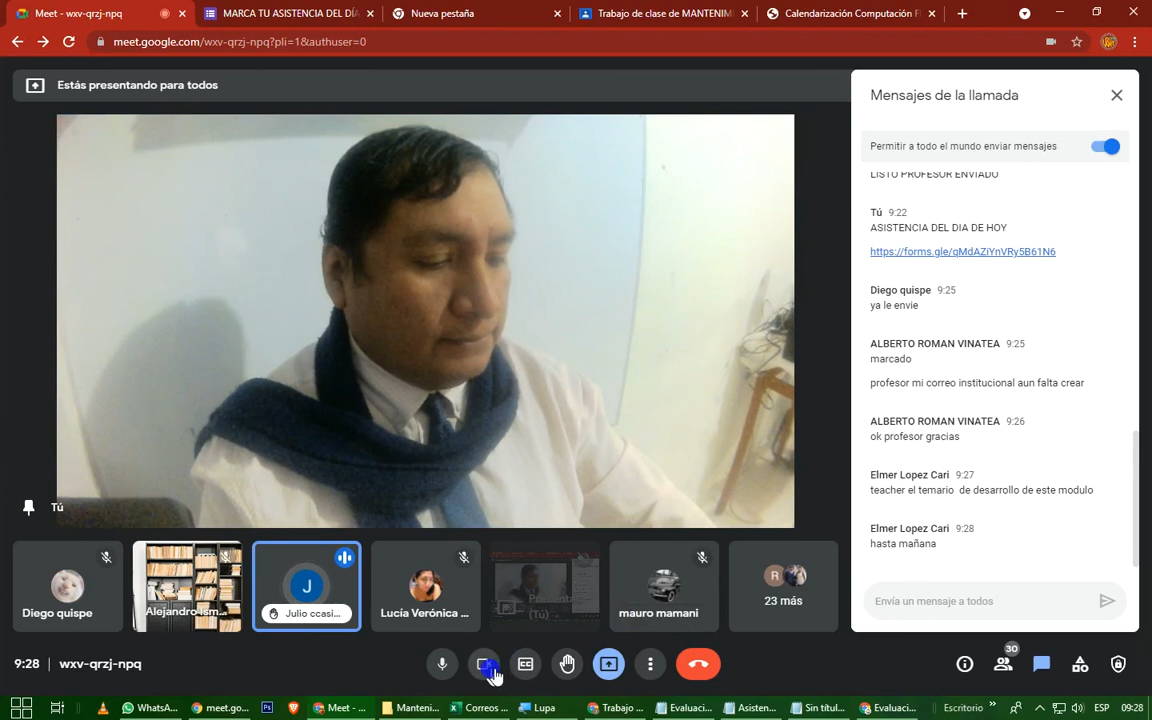 Meet - wxv-qrzj-npq
MARCA TU ASISTENCIA DEL DÍA
Nueva pestaña
Trabajo de clase de MANTENIM
Calendarización Computación F
meet.google.com/wxv-qrzj-npq?pli=1&authuser=0
Estás presentando para todos
Tú
Diego quispe
Alejandro Ism...
Julio ccasi...
Lucía Verónica ...
(Tú)
mauro mamani
R
J
23 más
Mensajes de la llamada
Permitir a todo el mundo enviar mensajes
LISTO PROFESOR ENVIADO
Tú 9:22
ASISTENCIA DEL DIA DE HOY
https://forms.gle/qMdAZiYnVRy5B61N6
Diego quispe 9:25
ya le envie
ALBERTO ROMAN VINATEA 9:25
marcado
profesor mi correo institucional aun falta crear
ALBERTO ROMAN VINATEA 9:26
ok profesor gracias
Elmer Lopez Cari 9:27
teacher el temario de desarrollo de este modulo
Elmer Lopez Cari 9:28
hasta mañana
Envía un mensaje a todos
9:28 | wxv-qrzj-npq
30
WhatsA...
meet.go...
Ps
Meet - ...
Manteni...
Correos ...
Lupa
Trabajo ...
Evaluaci...
Asisten...
Sin títul...
Evaluaci...
Escritorio
ESP
09:28